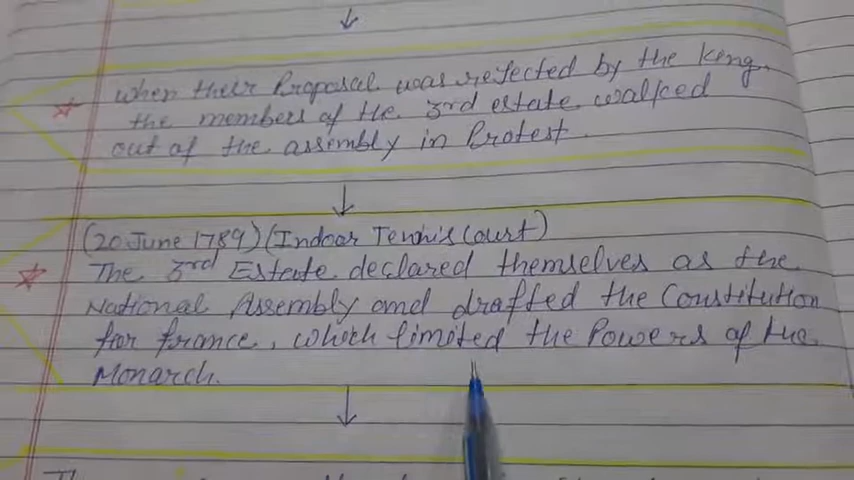 When their Proposal was rejected by the King,
the members of the 3rd estate walked
out of the assembly in Protest.
(20 June 1789) (Indoor Tennis Court)
The 3rd Estate declared themselves as the
National Assembly and drafted the Constitution
for france, which limited the Powers of the
Monarch.